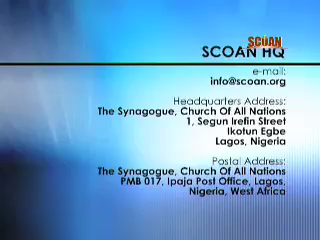 SCOAN
SCOAN HQ
e-mail:
info@scoan.org
Headquarters Address:
The Synagogue, Church Of All Nations
1, Segun Irefin Street
Ikotun Egbe
Lagos, Nigeria
Postal Address:
The Synagogue, Church Of All Nations
PMB 017, Ipaja Post Office, Lagos,
Nigeria, West Africa